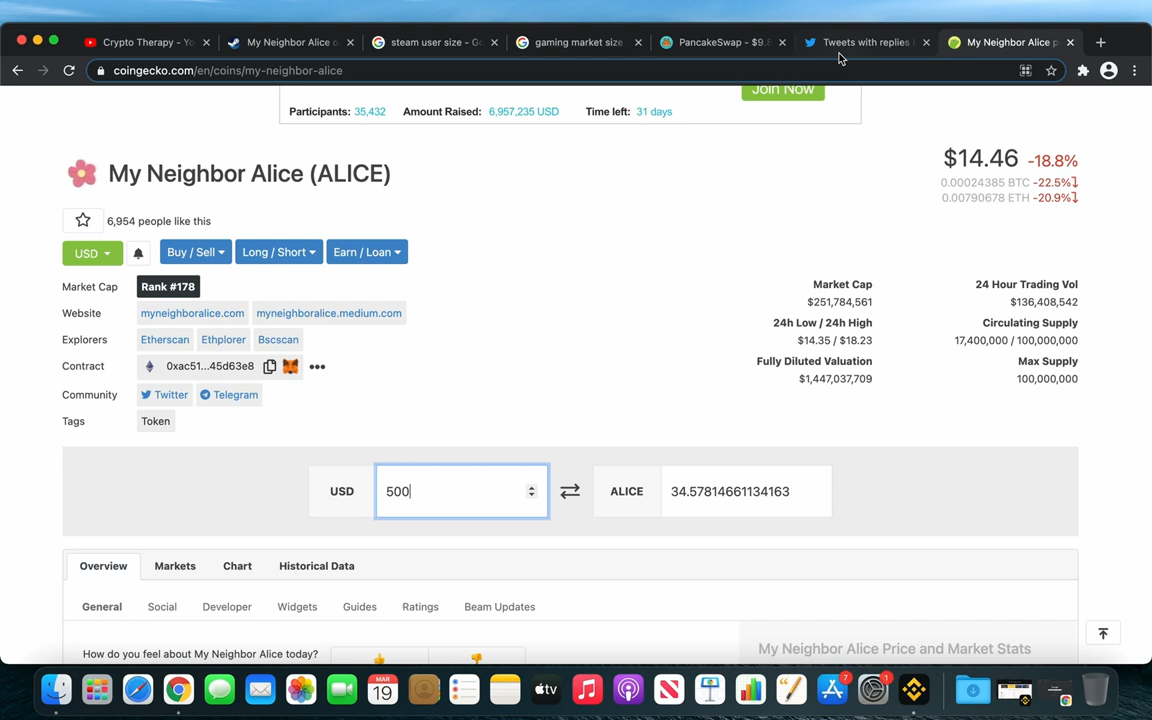 Crypto Therapy - Yo
My Neighbor Alice o
steam user size - Go
gaming market size
PancakeSwap - $9.8
Tweets with replies
My Neighbor Alice p
coingecko.com/en/coins/my-neighbor-alice
Join Now
Participants: 35,432 Amount Raised: 6,957,235 USD Time left: 31 days
My Neighbor Alice (ALICE)
$14.46 -18.8%
0.00024385 BTC -22.5%
0.00790678 ETH -20.9%
6,954 people like this
USD
Buy / Sell
Long / Short
Earn / Loan
Market Cap Rank #178
Website myneighboralice.com myneighboralice.medium.com
Explorers Etherscan Ethplorer Bscscan
Contract 0xac51...45d63e8
Community Twitter Telegram
Tags Token
Market Cap
$251,784,561
24 Hour Trading Vol
$136,408,542
24h Low / 24h High
$14.35 / $18.23
Circulating Supply
17,400,000 / 100,000,000
Fully Diluted Valuation
$1,447,037,709
Max Supply
100,000,000
USD 500 ALICE 34.57814661134163
Overview Markets Chart Historical Data
General Social Developer Widgets Guides Ratings Beam Updates
How do you feel about My Neighbor Alice today?
My Neighbor Alice Price and Market Stats
MAR
19
tv
7
1